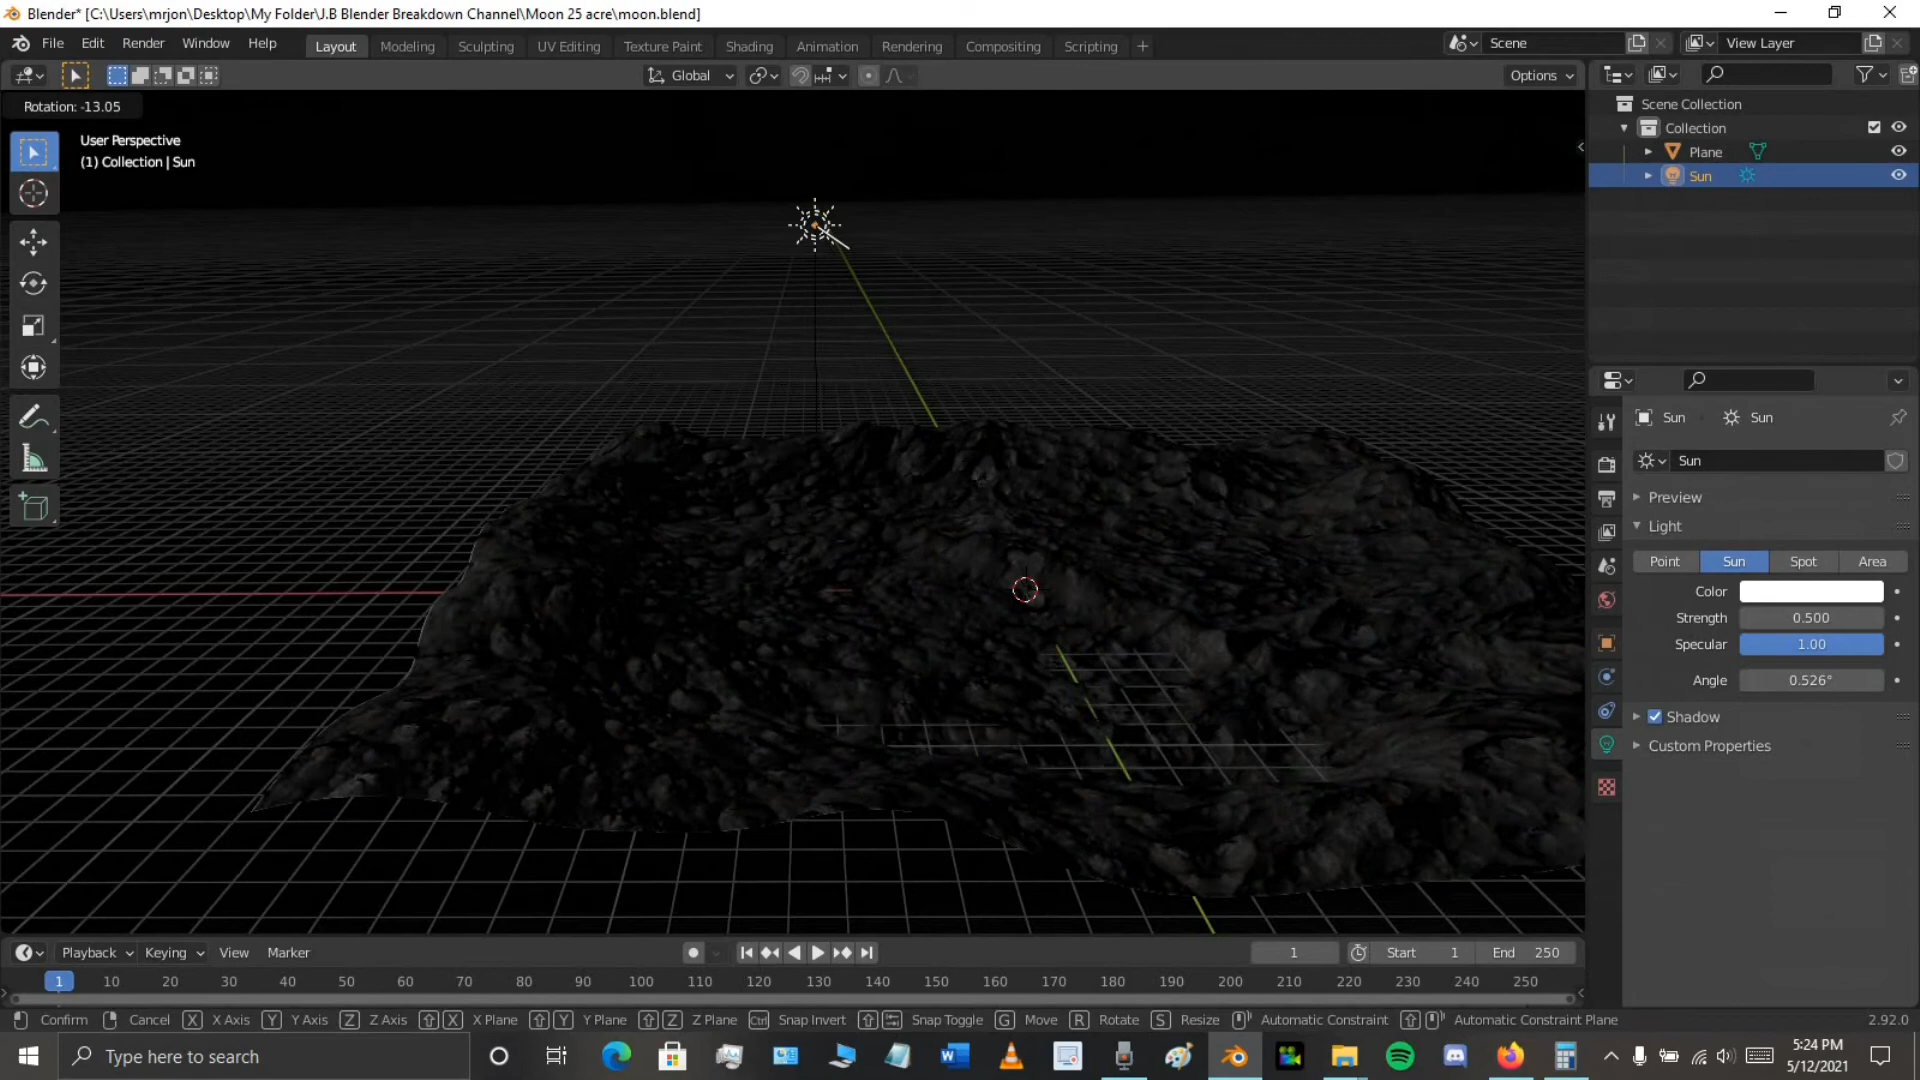 Blender* [C:\Users\mrjon\Desktop\My Folder\J.B Blender Breakdown Channel\Moon 25 acre\moon.blend]
File Edit Render Window Help Layout Modeling Sculpting UV Editing Texture Paint Shading Animation Rendering Compositing Scripting Scene View Layer
Global Options
Rotation: -13.05
User Perspective
(1) Collection | Sun
Scene Collection
Collection
Plane
Sun
Sun Sun
Sun
Preview
Light
Point Sun Spot Area
Color
Strength 0.500
Specular 1.00
Angle 0.526°
Shadow
Custom Properties
Playback Keying View Marker 1 Start 1 End 250
1 10 20 30 40 50 60 70 80 90 100 110 120 130 140 150 160 170 180 190 200 210 220 230 240 250
Confirm Cancel X X Axis Y Y Axis Z Z Axis X X Plane Y Y Plane Z Z Plane Ctrl Snap Invert Snap Toggle G Move R Rotate S Resize Automatic Constraint Automatic Constraint Plane 2.92.0
Type here to search
5:24 PM
5/12/2021